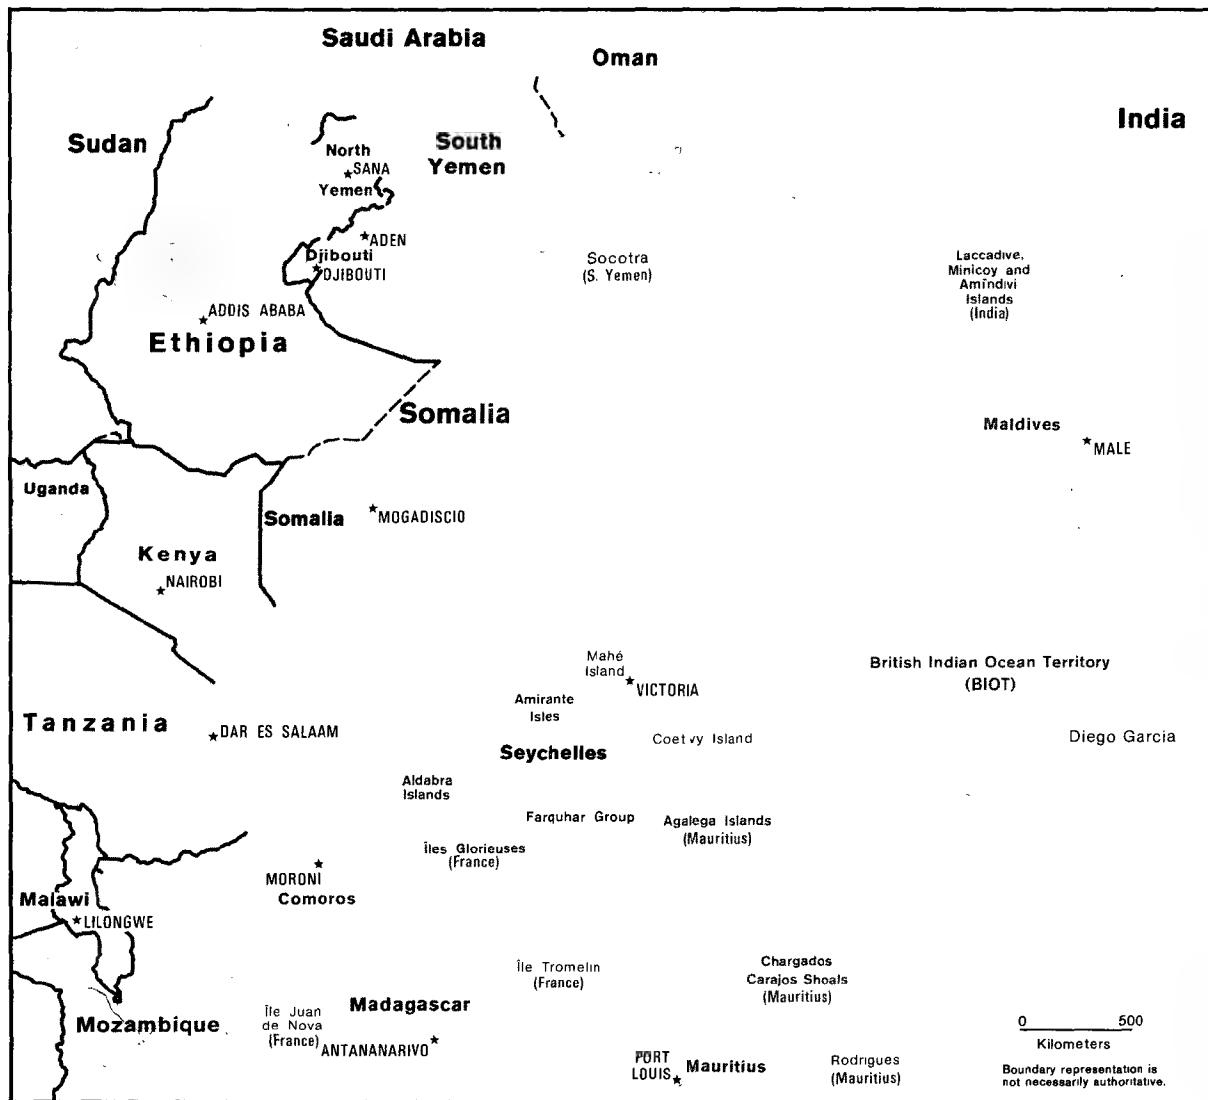 Saudi Arabia
Oman
India
Sudan
North
Yemen
SANA
South
Yemen
ADEN
Djibouti
DJIBOUTI
Socotra
(S. Yemen)
Laccadive,
Minicoy and
Amindivi
Islands
(India)
ADDIS ABABA
Ethiopia
Somalia
Maldives
MALE
Uganda
Somalia
MOGADISCIO
Kenya
NAIROBI
Mahé
Island
VICTORIA
British Indian Ocean Territory
(BIOT)
Amirante
Isles
Tanzania
DAR ES SALAAM
Coetivy Island
Diego Garcia
Seychelles
Aldabra
Islands
Farquhar Group
Agalega Islands
(Mauritius)
Îles Glorieuses
(France)
MORONI
Comoros
Malawi
LILONGWE
Île Tromelin
(France)
Chargados
Carajos Shoals
(Mauritius)
Mozambique
Île Juan
de Nova
(France)
Madagascar
ANTANANARIVO
0 500
Kilometers
PORT
LOUIS
Mauritius
Rodrigues
(Mauritius)
Boundary representation is
not necessarily authoritative.